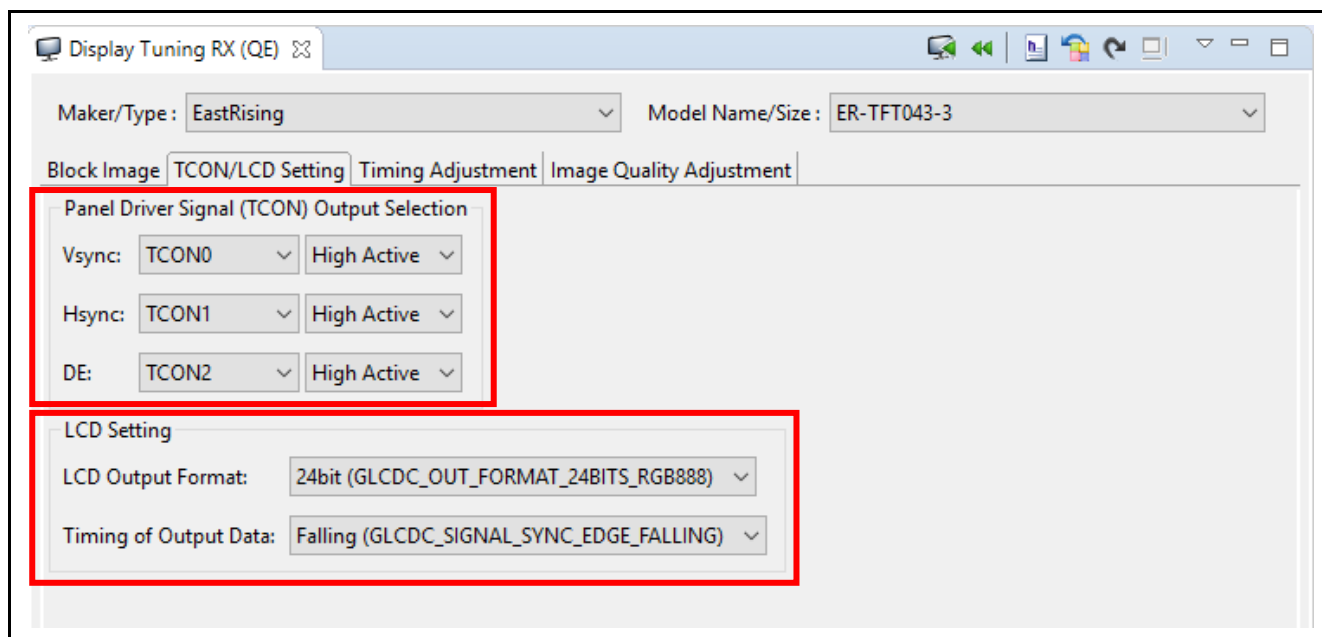 Display Tuning RX (QE)
Maker/Type : EastRising Model Name/Size : ER-TFT043-3
Block Image TCON/LCD Setting Timing Adjustment Image Quality Adjustment
Panel Driver Signal (TCON) Output Selection
Vsync: TCON0 High Active
Hsync: TCON1 High Active
DE: TCON2 High Active
LCD Setting
LCD Output Format: 24bit (GLCDC_OUT_FORMAT_24BITS_RGB888)
Timing of Output Data: Falling (GLCDC_SIGNAL_SYNC_EDGE_FALLING)